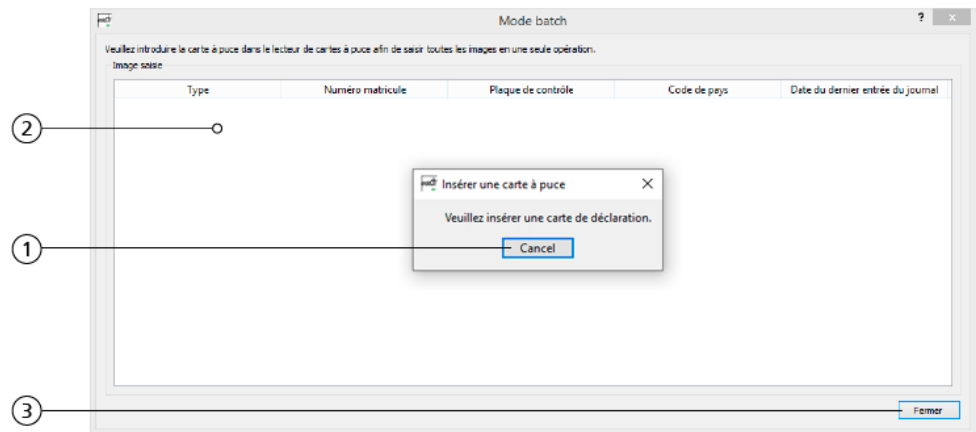 Mode batch
? x
Veuillez introduire la carte à puce dans le lecteur de cartes à puce afin de saisir toutes les images en une seule opération.
Image saisie
Type Numéro matricule Plaque de contrôle Code de pays Date du dernier entrée du journal
2
Insérer une carte à puce
Veuillez insérer une carte de déclaration.
1
Cancel
3
Fermer